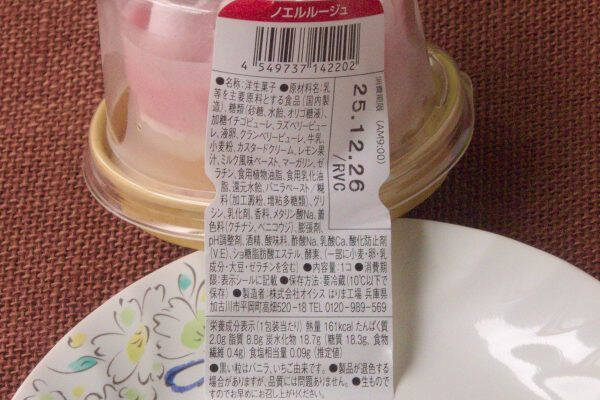 ノエルルージュ
4 549737 142202
●名称:洋生菓子 ●原材料名:乳
等を主要原料とする食品(国内製
造)、糖類(砂糖、水飴、オリゴ糖液)、
加糖イチゴピューレ、ラズベリーピュー
レ、液卵、クランベリーピューレ、牛乳、
小麦粉、カスタードクリーム、レモン果
汁、ミルク風味ペースト、マーガリン、ゼ
ラチン、食用植物油脂、食用乳化油
脂、還元水飴、バニラペースト/糊
料(加工澱粉、増粘多糖類)、グリ
シン、乳化剤、香料、メタリン酸Na、着
色料(クチナシ、ベニコウジ)、膨張剤、
pH調整剤、酒精、酸味料、酢酸Na、乳酸Ca、酸化防止剤
(V.E)、ショ糖脂肪酸エステル、酵素、(一部に小麦・卵・乳
成分・大豆・ゼラチンを含む) ●内容量:1コ ●消費期
限:表示シールに記載 ●保存方法:要冷蔵(10℃以下で
保存) ●製造者:株式会社オイシス はりま工場 兵庫県
加古川市平岡町高畑520-18 TEL 0120-989-569
栄養成分表示(1包装当たり) 熱量 161kcal たんぱく質
2.0g 脂質 8.8g 炭水化物 18.7g (糖質 18.3g、食物
繊維 0.4g) 食塩相当量 0.09g (推定値)
●黒い粒はバニラ、いちご由来です。 ●製品が退色する
場合がありますが、品質には問題ありません。 ●生もので
すのでお早めにお召し上がりください。
消費期限 (AM9:00)
25.12.26
/RVC